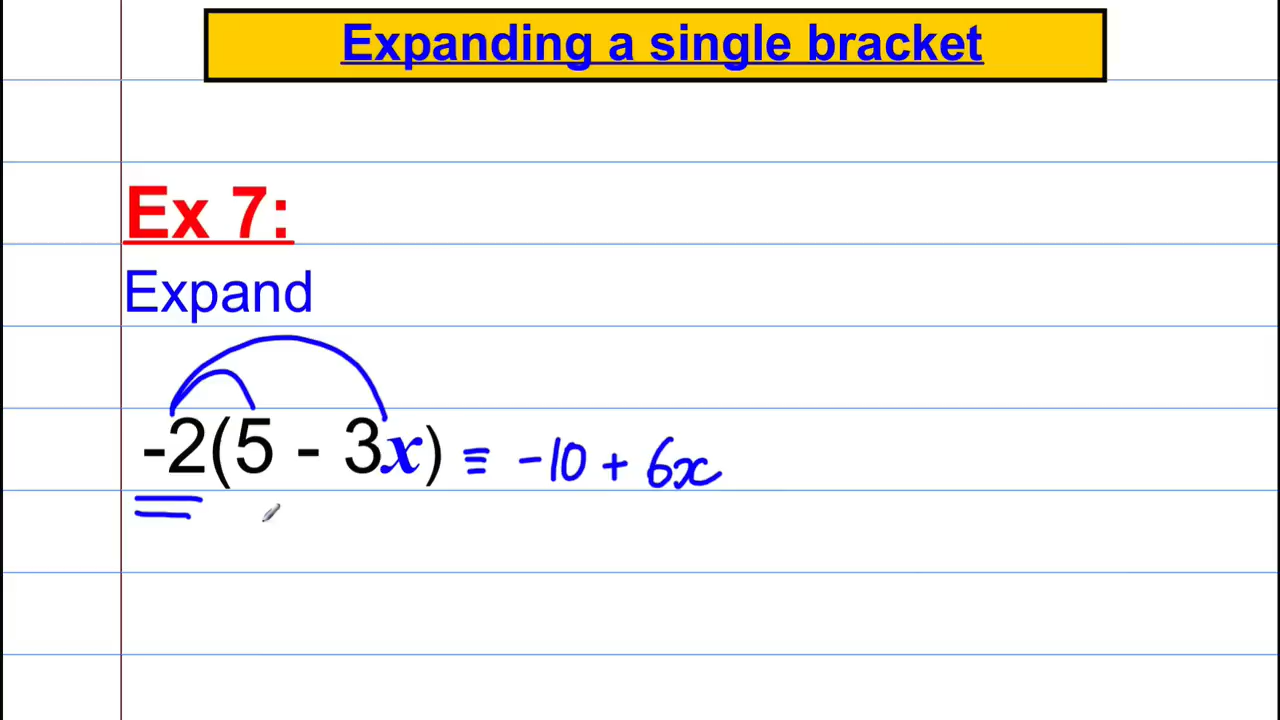 Expanding a single bracket
Ex 7:
Expand
-2(5 - 3x) ≡ -10 + 6x